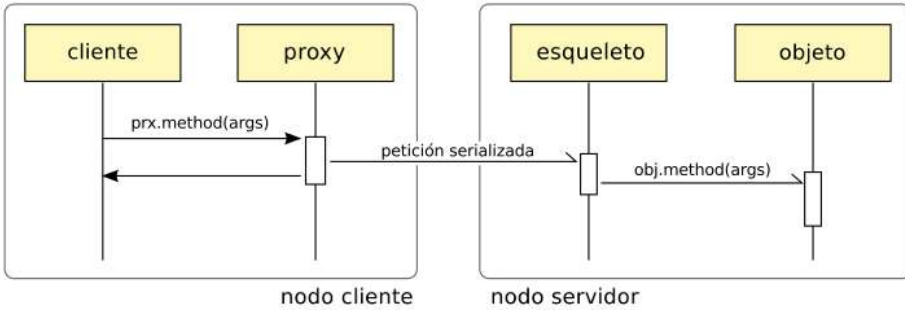 cliente
proxy
esqueleto
objeto
prx.method(args)
petición serializada
obj.method(args)
nodo cliente
nodo servidor